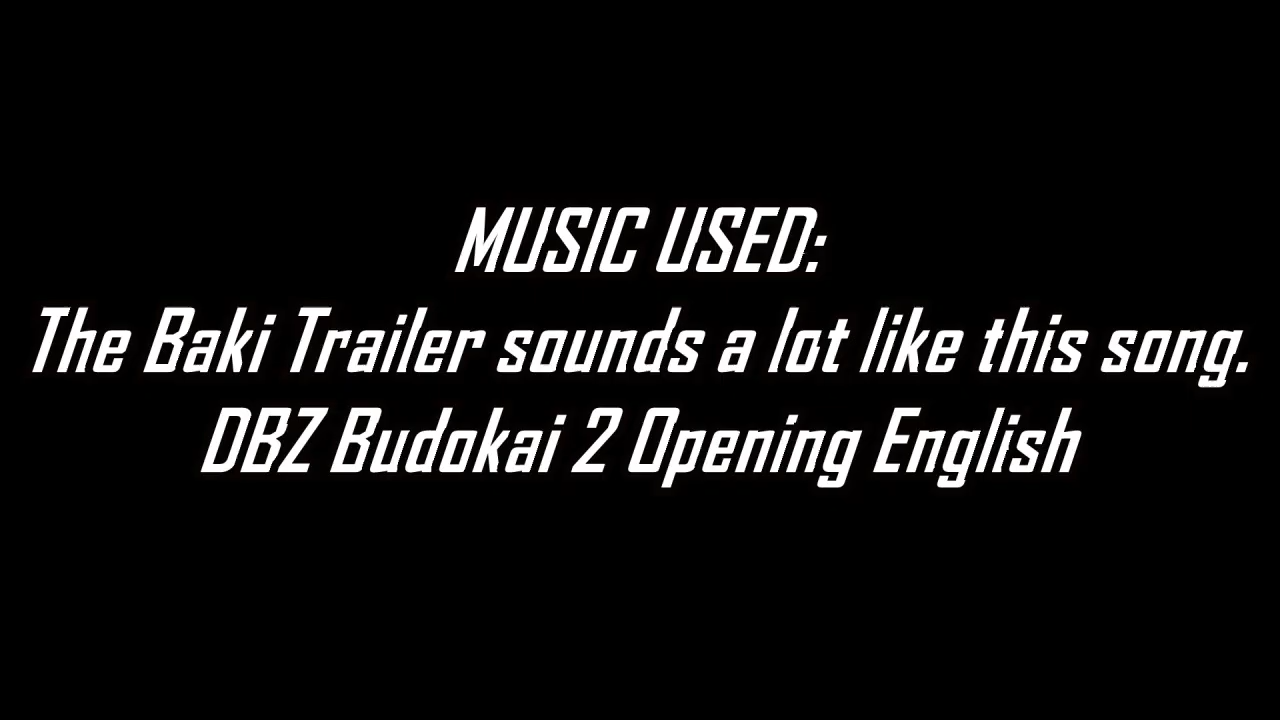 MUSIC USED:
The Baki Trailer sounds a lot like this song.
DBZ Budokai 2 Opening English